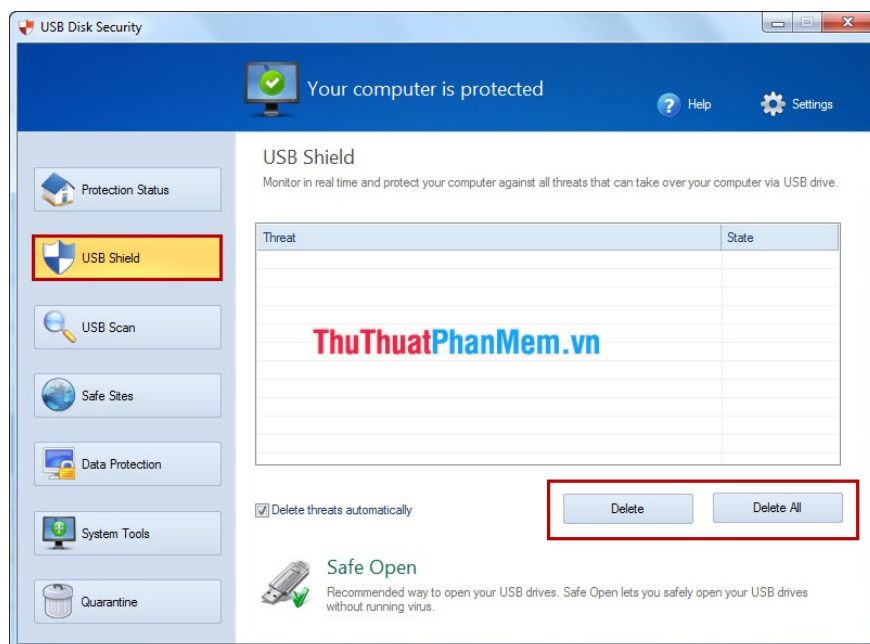 USB Disk Security
Your computer is protected
Help
Settings
Protection Status
USB Shield
USB Scan
Safe Sites
Data Protection
System Tools
Quarantine
USB Shield
Monitor in real time and protect your computer against all threats that can take over your computer via USB drive.
Threat State
ThuThuatPhanMem.vn
Delete threats automatically
Delete
Delete All
Safe Open
Recommended way to open your USB drives. Safe Open lets you safely open your USB drives
without running virus.